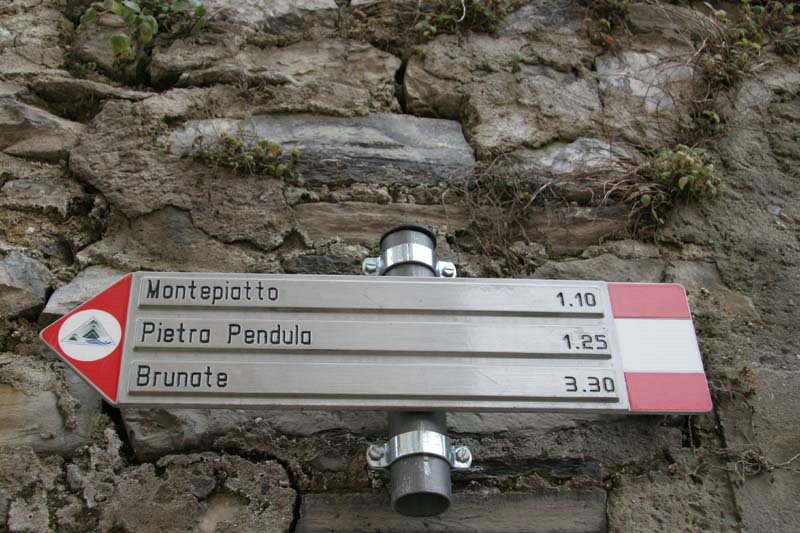 Montepiatto 1.10
Pietra Pendula 1.25
Brunate 3.30